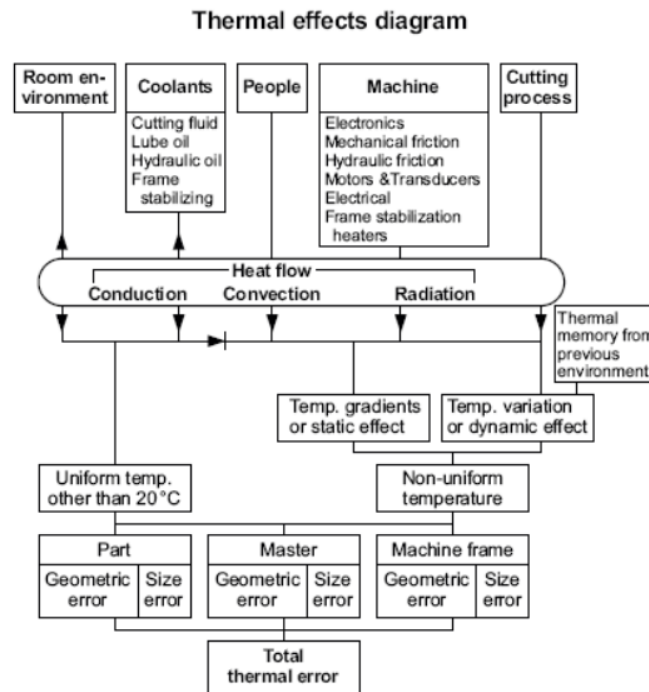 Thermal effects diagram
Room en-
vironment
Coolants
Cutting fluid
Lube oil
Hydraulic oil
Frame
stabilizing
People
Machine
Electronics
Mechanical friction
Hydraulic friction
Motors &Transducers
Electrical
Frame stabilization
heaters
Cutting
process
Heat flow
Conduction
Convection
Radiation
Thermal
memory from
previous
environment
Temp. gradients
or static effect
Temp. variation
or dynamic effect
Uniform temp.
other than 20°C
Non-uniform
temperature
Part
Geometric
error
Size
error
Master
Geometric
error
Size
error
Machine frame
Geometric
error
Size
error
Total
thermal error